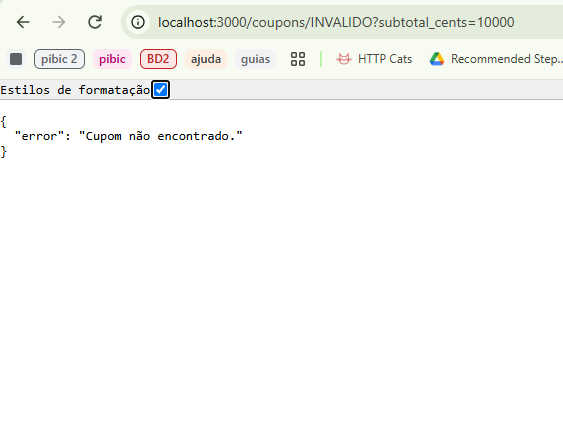 localhost:3000/coupons/INVALIDO?subtotal_cents=10000
pibic 2 pibic BD2 ajuda guias HTTP Cats Recommended Step..
Estilos de formatação
{
"error": "Cupom não encontrado."
}